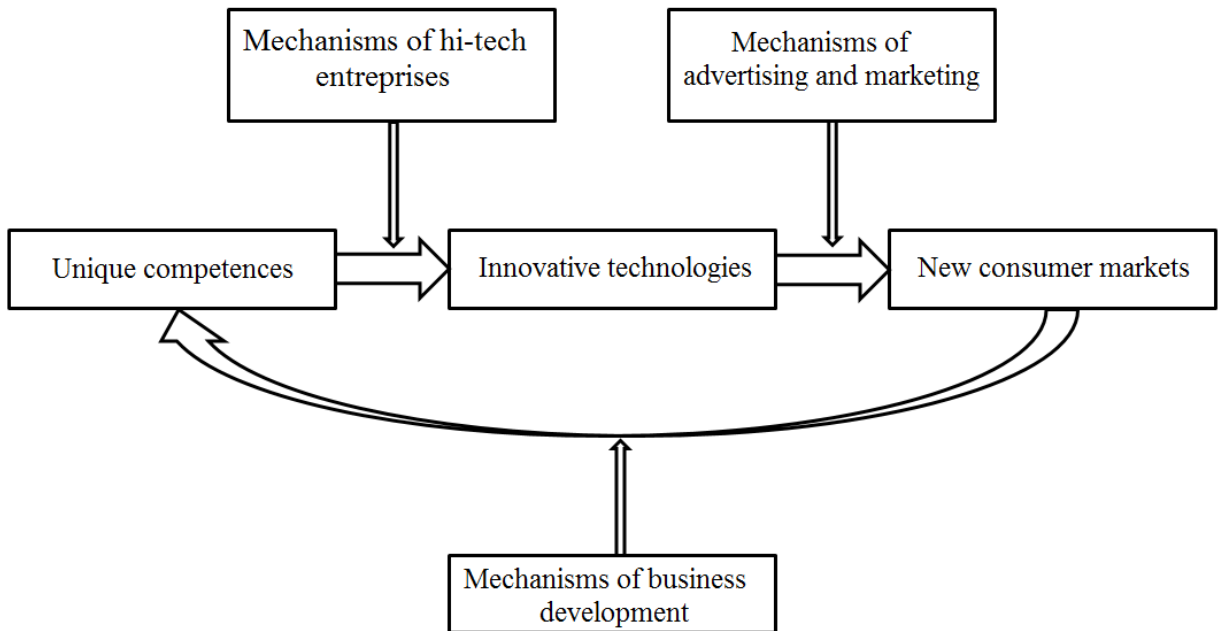 Mechanisms of hi-tech
entreprises
Mechanisms of
advertising and marketing
Unique competences
Innovative technologies
New consumer markets
Mechanisms of business
development